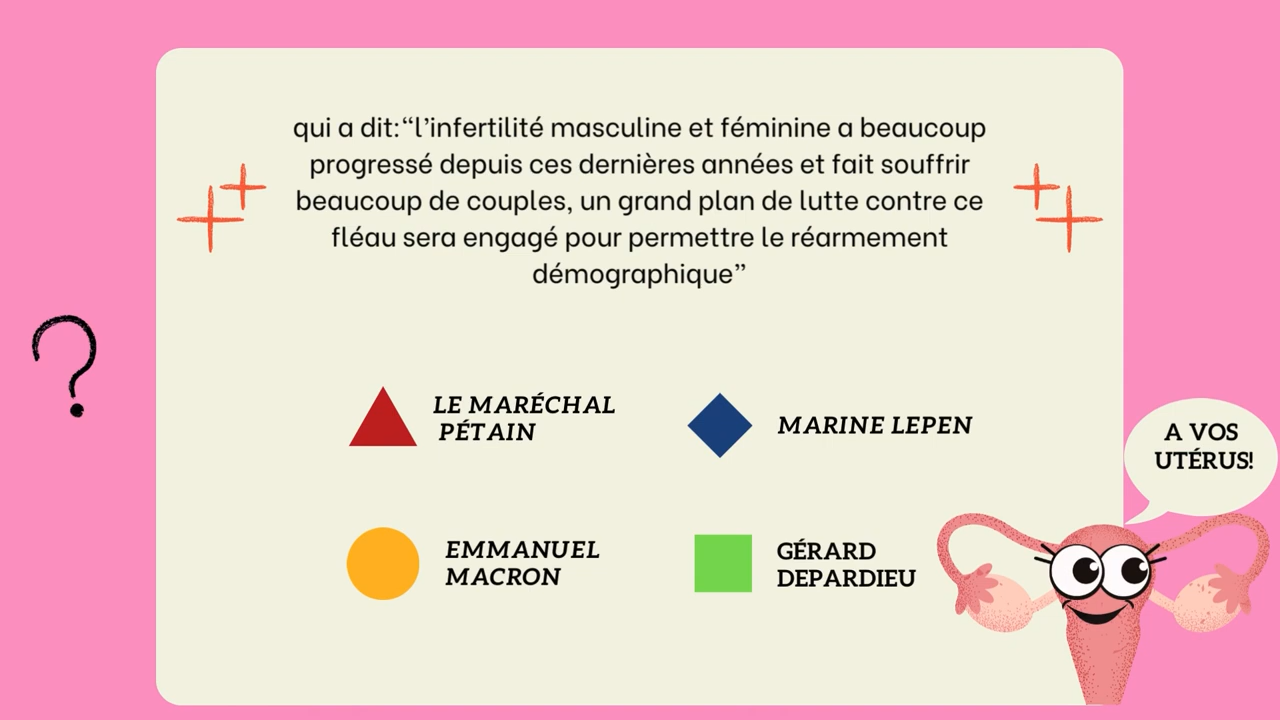 qui a dit:“l’infertilité masculine et féminine a beaucoup
progressé depuis ces dernières années et fait souffrir
beaucoup de couples, un grand plan de lutte contre ce
fléau sera engagé pour permettre le réarmement
démographique”
?
LE MARÉCHAL
PÉTAIN
MARINE LEPEN
EMMANUEL
MACRON
GÉRARD
DEPARDIEU
A VOS
UTÉRUS!